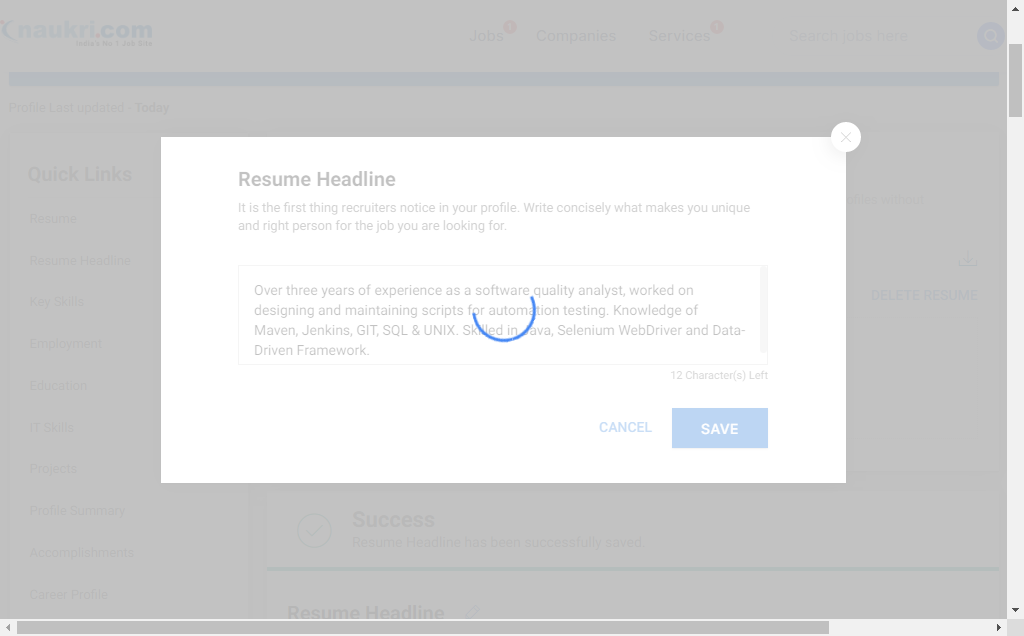 naukri.com
India's No.1 Job Site
Jobs
Companies
Services
Search jobs here
Profile Last updated - Today
Quick Links
Resume
Resume Headline
Key Skills
Employment
Education
IT Skills
Projects
Profile Summary
Accomplishments
Career Profile
Resume Headline
It is the first thing recruiters notice in your profile. Write concisely what makes you unique
and right person for the job you are looking for.
Over three years of experience as a software quality analyst, worked on
designing and maintaining scripts for automation testing. Knowledge of
Maven, Jenkins, GIT, SQL & UNIX. Skilled in Java, Selenium WebDriver and Data-
Driven Framework.
12 Character(s) Left
CANCEL
SAVE
DELETE RESUME
Success
Resume Headline has been successfully saved.
Resume Headline